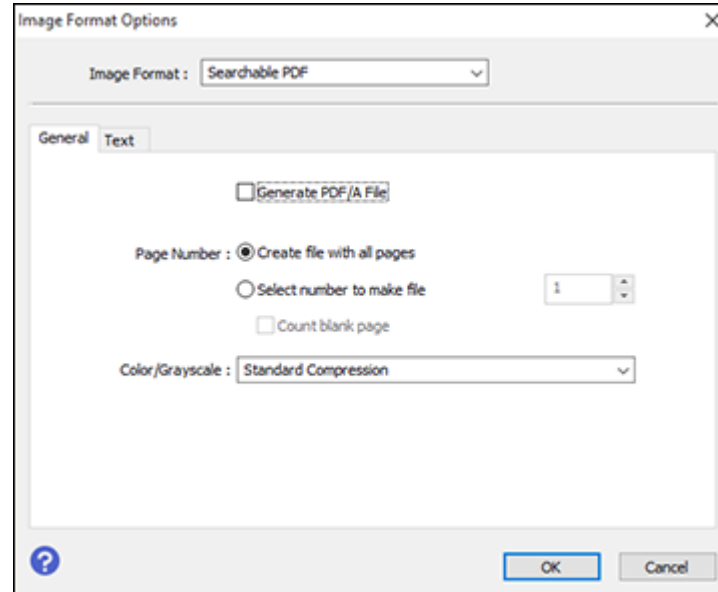 Image Format Options
Image Format : Searchable PDF
General Text
Generate PDF/A File
Page Number : Create file with all pages
Select number to make file 1
Count blank page
Color/Grayscale : Standard Compression
? OK Cancel